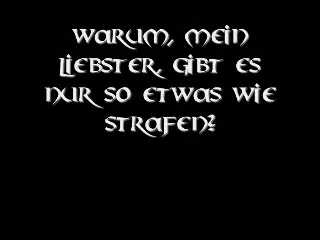 Warum, mein
Liebster, gibt es
nur so etwas wie
Strafen?